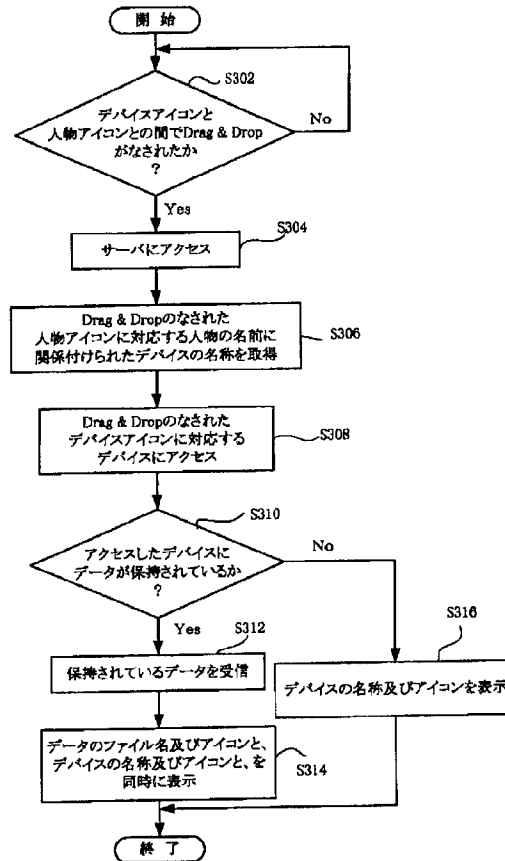 開 始
S302
デバイスアイコンと
人物アイコンとの間でDrag & Drop
がなされたか
?
No
Yes
S304
サーバにアクセス
Drag & Dropのなされた
人物アイコンに対応する人物の名前に
関係付けられたデバイスの名称を取得
S306
Drag & Dropのなされた
デバイスアイコンに対応する
デバイスにアクセス
S308
S310
アクセスしたデバイスに
データが保持されているか
?
No
Yes
S312
保持されているデータを受信
S316
デバイスの名称及びアイコンを表示
データのファイル名及びアイコンと、
デバイスの名称及びアイコンと、を
同時に表示
S314
終 了